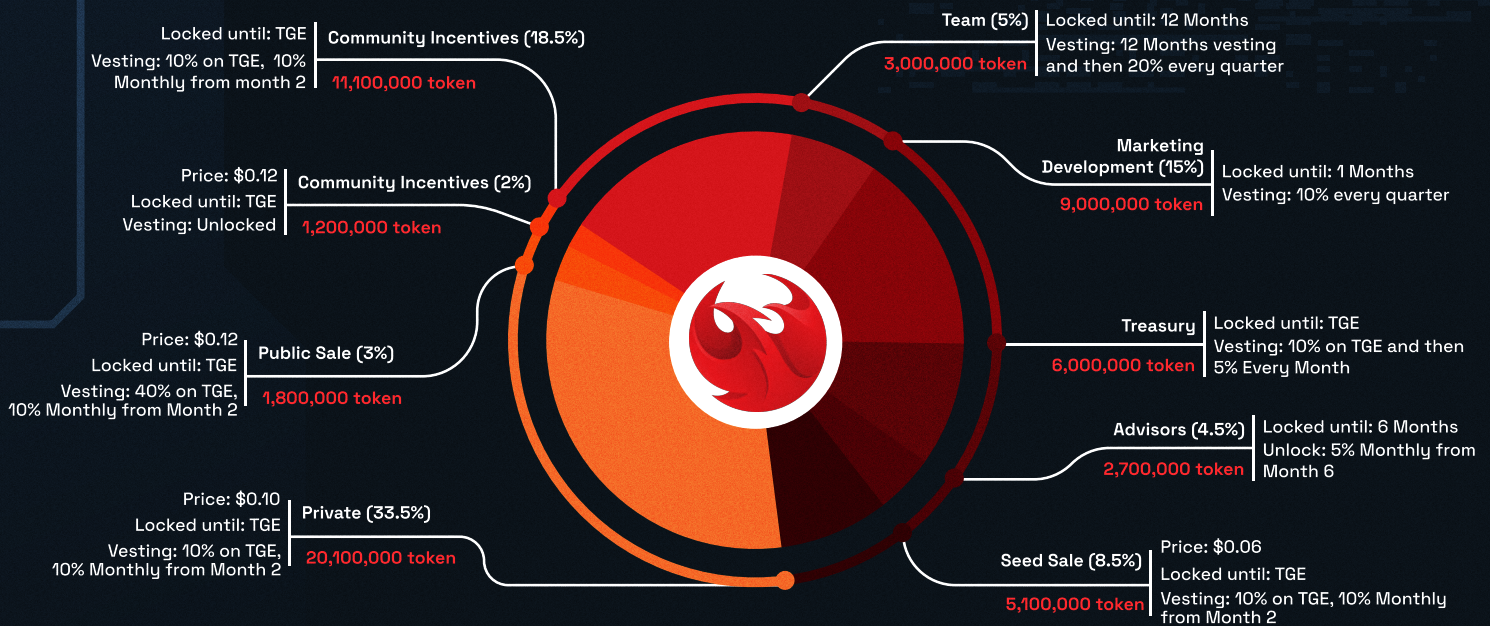 Locked until: TGE
Vesting: 10% on TGE, 10%
Monthly from month 2
Community Incentives (18.5%)
11,100,000 token
Team (5%)
3,000,000 token
Locked until: 12 Months
Vesting: 12 Months vesting
and then 20% every quarter
Marketing
Development (15%)
9,000,000 token
Locked until: 1 Months
Vesting: 10% every quarter
Price: $0.12
Locked until: TGE
Vesting: Unlocked
Community Incentives (2%)
1,200,000 token
Treasury
6,000,000 token
Locked until: TGE
Vesting: 10% on TGE and then
5% Every Month
Price: $0.12
Locked until: TGE
Vesting: 40% on TGE,
10% Monthly from Month 2
Public Sale (3%)
1,800,000 token
Advisors (4.5%)
2,700,000 token
Locked until: 6 Months
Unlock: 5% Monthly from
Month 6
Price: $0.10
Locked until: TGE
Vesting: 10% on TGE,
10% Monthly from Month 2
Private (33.5%)
20,100,000 token
Seed Sale (8.5%)
5,100,000 token
Price: $0.06
Locked until: TGE
Vesting: 10% on TGE, 10% Monthly
from Month 2